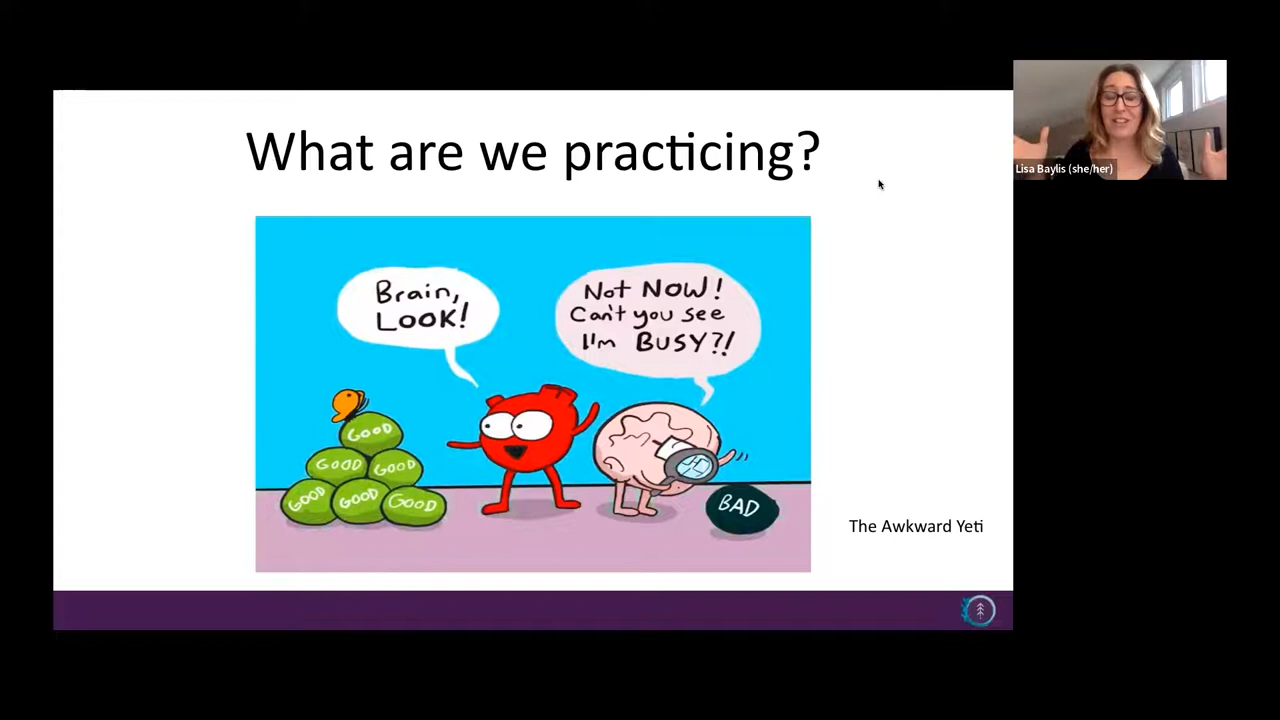 What are we practicing?
Lisa Baylis (she/her)
Brain,
LOOK!
Not NOW!
Can't you see
I'm BUSY?!
GOOD
GOOD GOOD
GOOD GOOD GOOD
BAD
The Awkward Yeti